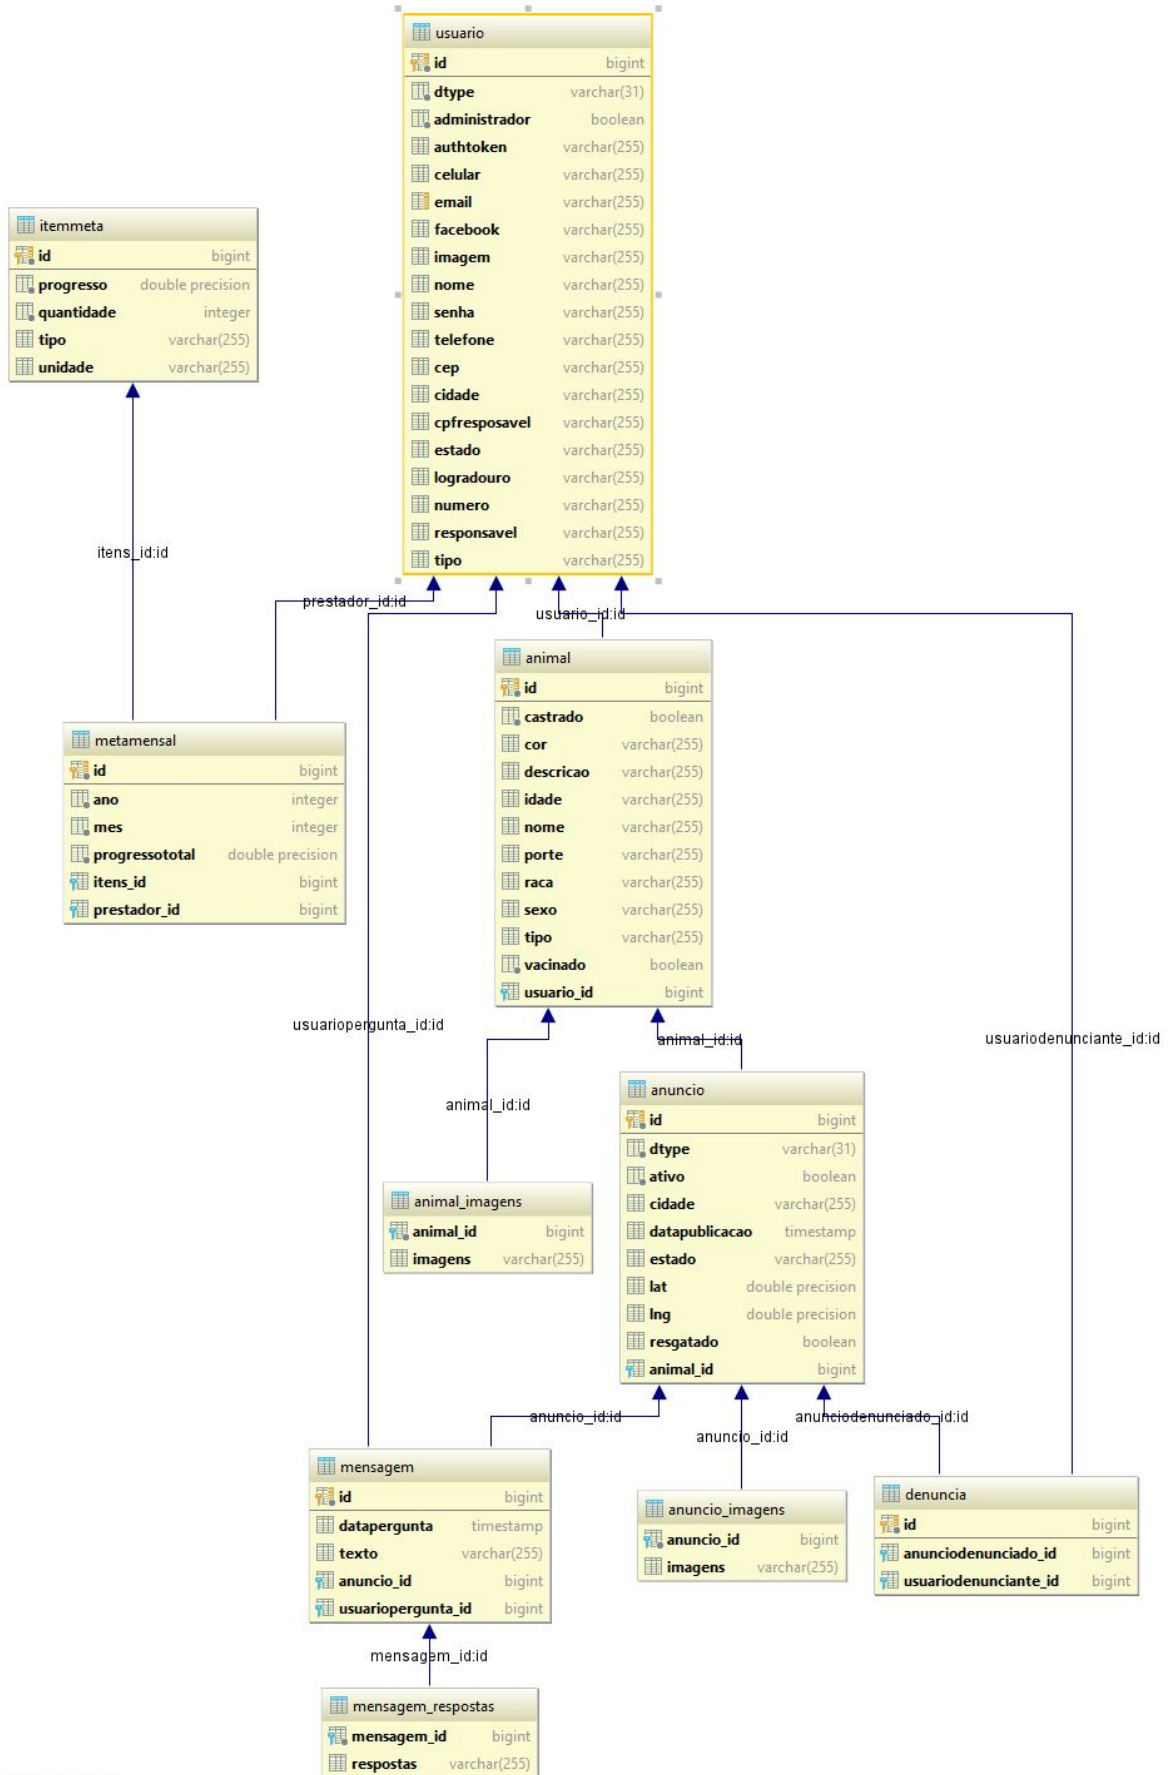 usuario
id bigint
dtype varchar(31)
administrador boolean
authtoken varchar(255)
celular varchar(255)
email varchar(255)
facebook varchar(255)
imagem varchar(255)
nome varchar(255)
senha varchar(255)
telefone varchar(255)
cep varchar(255)
cidade varchar(255)
cpfresposavel varchar(255)
estado varchar(255)
logradouro varchar(255)
numero varchar(255)
responsavel varchar(255)
tipo varchar(255)
itemmeta
id bigint
progresso double precision
quantidade integer
tipo varchar(255)
unidade varchar(255)
itens_id:id
prestador_id:id
usuario_id:id
animal
id bigint
castrado boolean
cor varchar(255)
descricao varchar(255)
idade varchar(255)
nome varchar(255)
porte varchar(255)
raca varchar(255)
sexo varchar(255)
tipo varchar(255)
vacinado boolean
usuario_id bigint
metamensal
id bigint
ano integer
mes integer
progressototal double precision
itens_id bigint
prestador_id bigint
usuariopergunta_id:id
animal_id:id
usuariodenunciante_id:id
animal_id:id
anuncio
id bigint
dtype varchar(31)
ativo boolean
cidade varchar(255)
datapublicacao timestamp
estado varchar(255)
lat double precision
lng double precision
resgatado boolean
animal_id bigint
animal_imagens
animal_id bigint
imagens varchar(255)
anuncio_id:id
anuncio_id:id
anunciodenunciado_id:id
mensagem
id bigint
datapergunta timestamp
texto varchar(255)
anuncio_id bigint
usuariopergunta_id bigint
anuncio_imagens
anuncio_id bigint
imagens varchar(255)
denuncia
id bigint
anunciodenunciado_id bigint
usuariodenunciante_id bigint
mensagem_id:id
mensagem_respostas
mensagem_id bigint
respostas varchar(255)